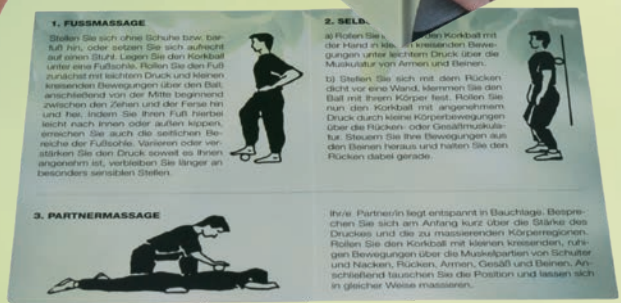 1. FUSSMASSAGE
Stellen Sie sich ohne Schuhe bzw. bar-
fuß hin, oder setzen Sie sich aufrecht
auf einen Stuhl. Legen Sie den Korkball
unter eine Fußsohle. Rollen Sie den Fuß
zunächst mit leichtem Druck und kleinen
kreisenden Bewegungen über den Ball,
anschließend von der Mitte beginnend
zwischen den Zehen und der Ferse hin
und her. Indem Sie Ihren Fuß hierbei
leicht nach innen oder außen kippen,
erreichen Sie auch die seitlichen Be-
reiche der Fußsohle. Variieren oder ver-
stärken Sie den Druck soweit es Ihnen
angenehm ist, verbleiben Sie länger an
besonders sensiblen Stellen.
2. SELB
a) Rollen Sie den Korkball mit
der Hand in kreisenden Bewe-
gungen unter leichtem Druck über die
Muskulatur von Armen und Beinen.
b) Stellen Sie sich mit dem Rücken
dicht vor eine Wand, klemmen Sie den
Ball mit Ihrem Körper fest. Rollen Sie
nun den Korkball mit angenehmem
Druck durch kleine Körperbewegungen
über die Rücken- oder Gesäßmuskula-
tur. Steuern Sie Ihre Bewegungen aus
den Beinen heraus und halten Sie den
Rücken dabei gerade.
3. PARTNERMASSAGE
Ihr/e Partner/in liegt entspannt in Bauchlage. Bespre-
chen Sie sich am Anfang kurz über die Stärke des
Druckes und die zu massierenden Körperregionen.
Rollen Sie den Korkball mit kleinen kreisenden, ruhi-
gen Bewegungen über die Muskelpartien von Schulter
und Nacken, Rücken, Armen, Gesäß und Beinen. An-
schließend tauschen Sie die Position und lassen sich
in gleicher Weise massieren.